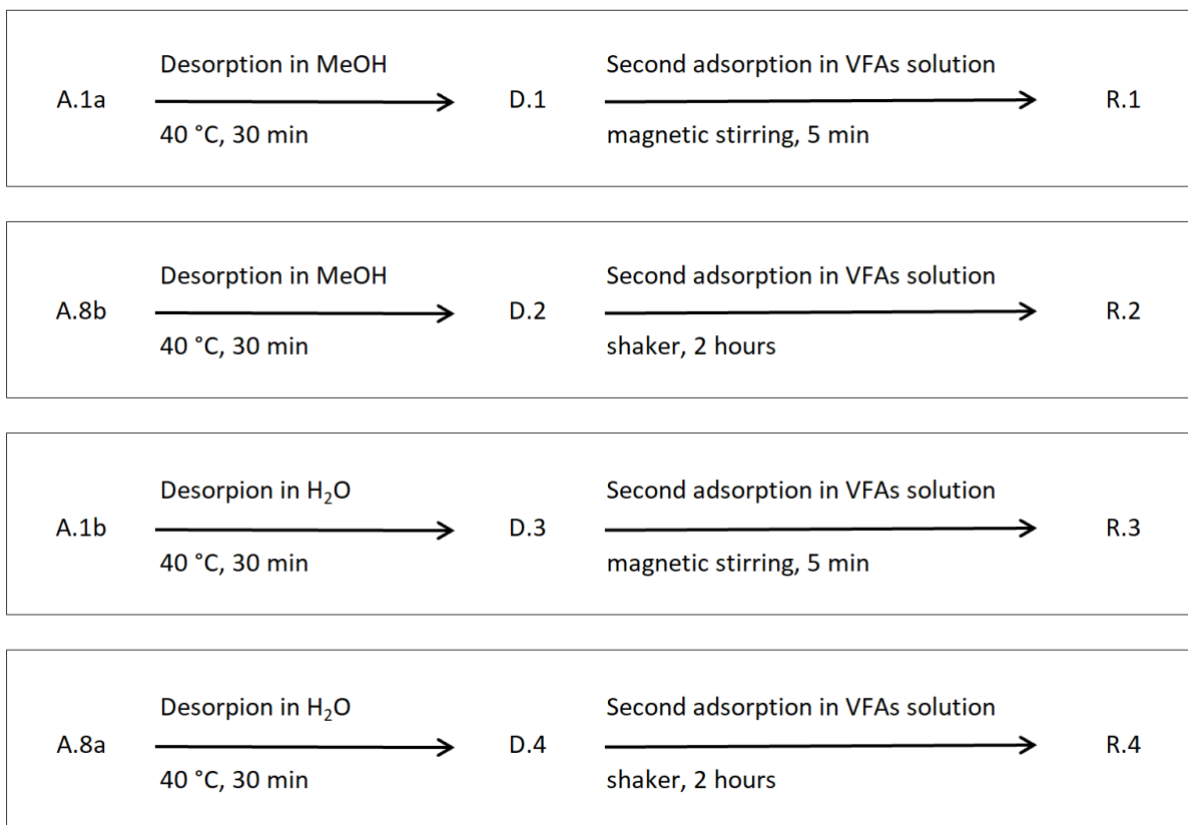 Desorption in MeOH
Second adsorption in VFAs solution
A.1a
D.1
R.1
40 °C, 30 min
magnetic stirring, 5 min
Desorption in MeOH
Second adsorption in VFAs solution
A.8b
D.2
R.2
40 °C, 30 min
shaker, 2 hours
Desorpion in H₂O
Second adsorption in VFAs solution
A.1b
D.3
R.3
40 °C, 30 min
magnetic stirring, 5 min
Desorpion in H₂O
Second adsorption in VFAs solution
A.8a
D.4
R.4
40 °C, 30 min
shaker, 2 hours